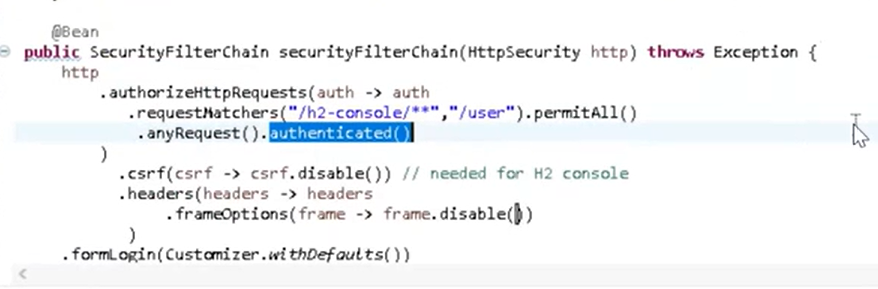 @Bean
public SecurityFilterChain securityFilterChain(HttpSecurity http) throws Exception {
http
.authorizeHttpRequests(auth -> auth
.requestMatchers("/h2-console/**","/user").permitAll()
.anyRequest().authenticated()
)
.csrf(csrf -> csrf.disable()) // needed for H2 console
.headers(headers -> headers
.frameOptions(frame -> frame.disable())
)
.formLogin(Customizer.withDefaults())